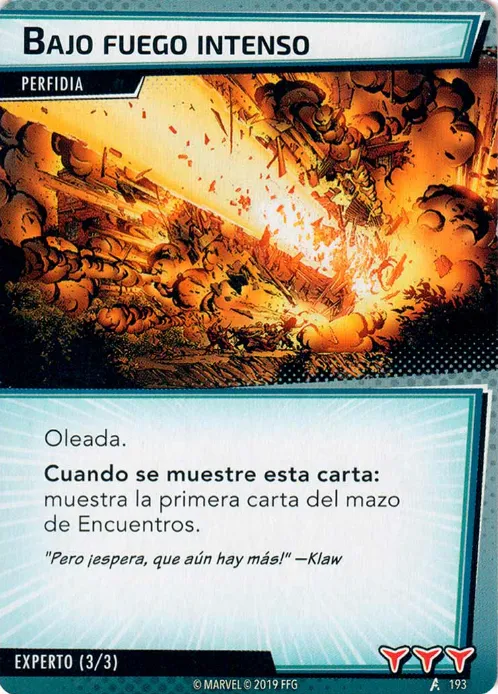 BAJO FUEGO INTENSO
PERFIDIA
Oleada.
Cuando se muestre esta carta:
muestra la primera carta del mazo
de Encuentros.
"Pero ¡espera, que aún hay más!" —Klaw
EXPERTO (3/3)
© MARVEL © 2019 FFG
193